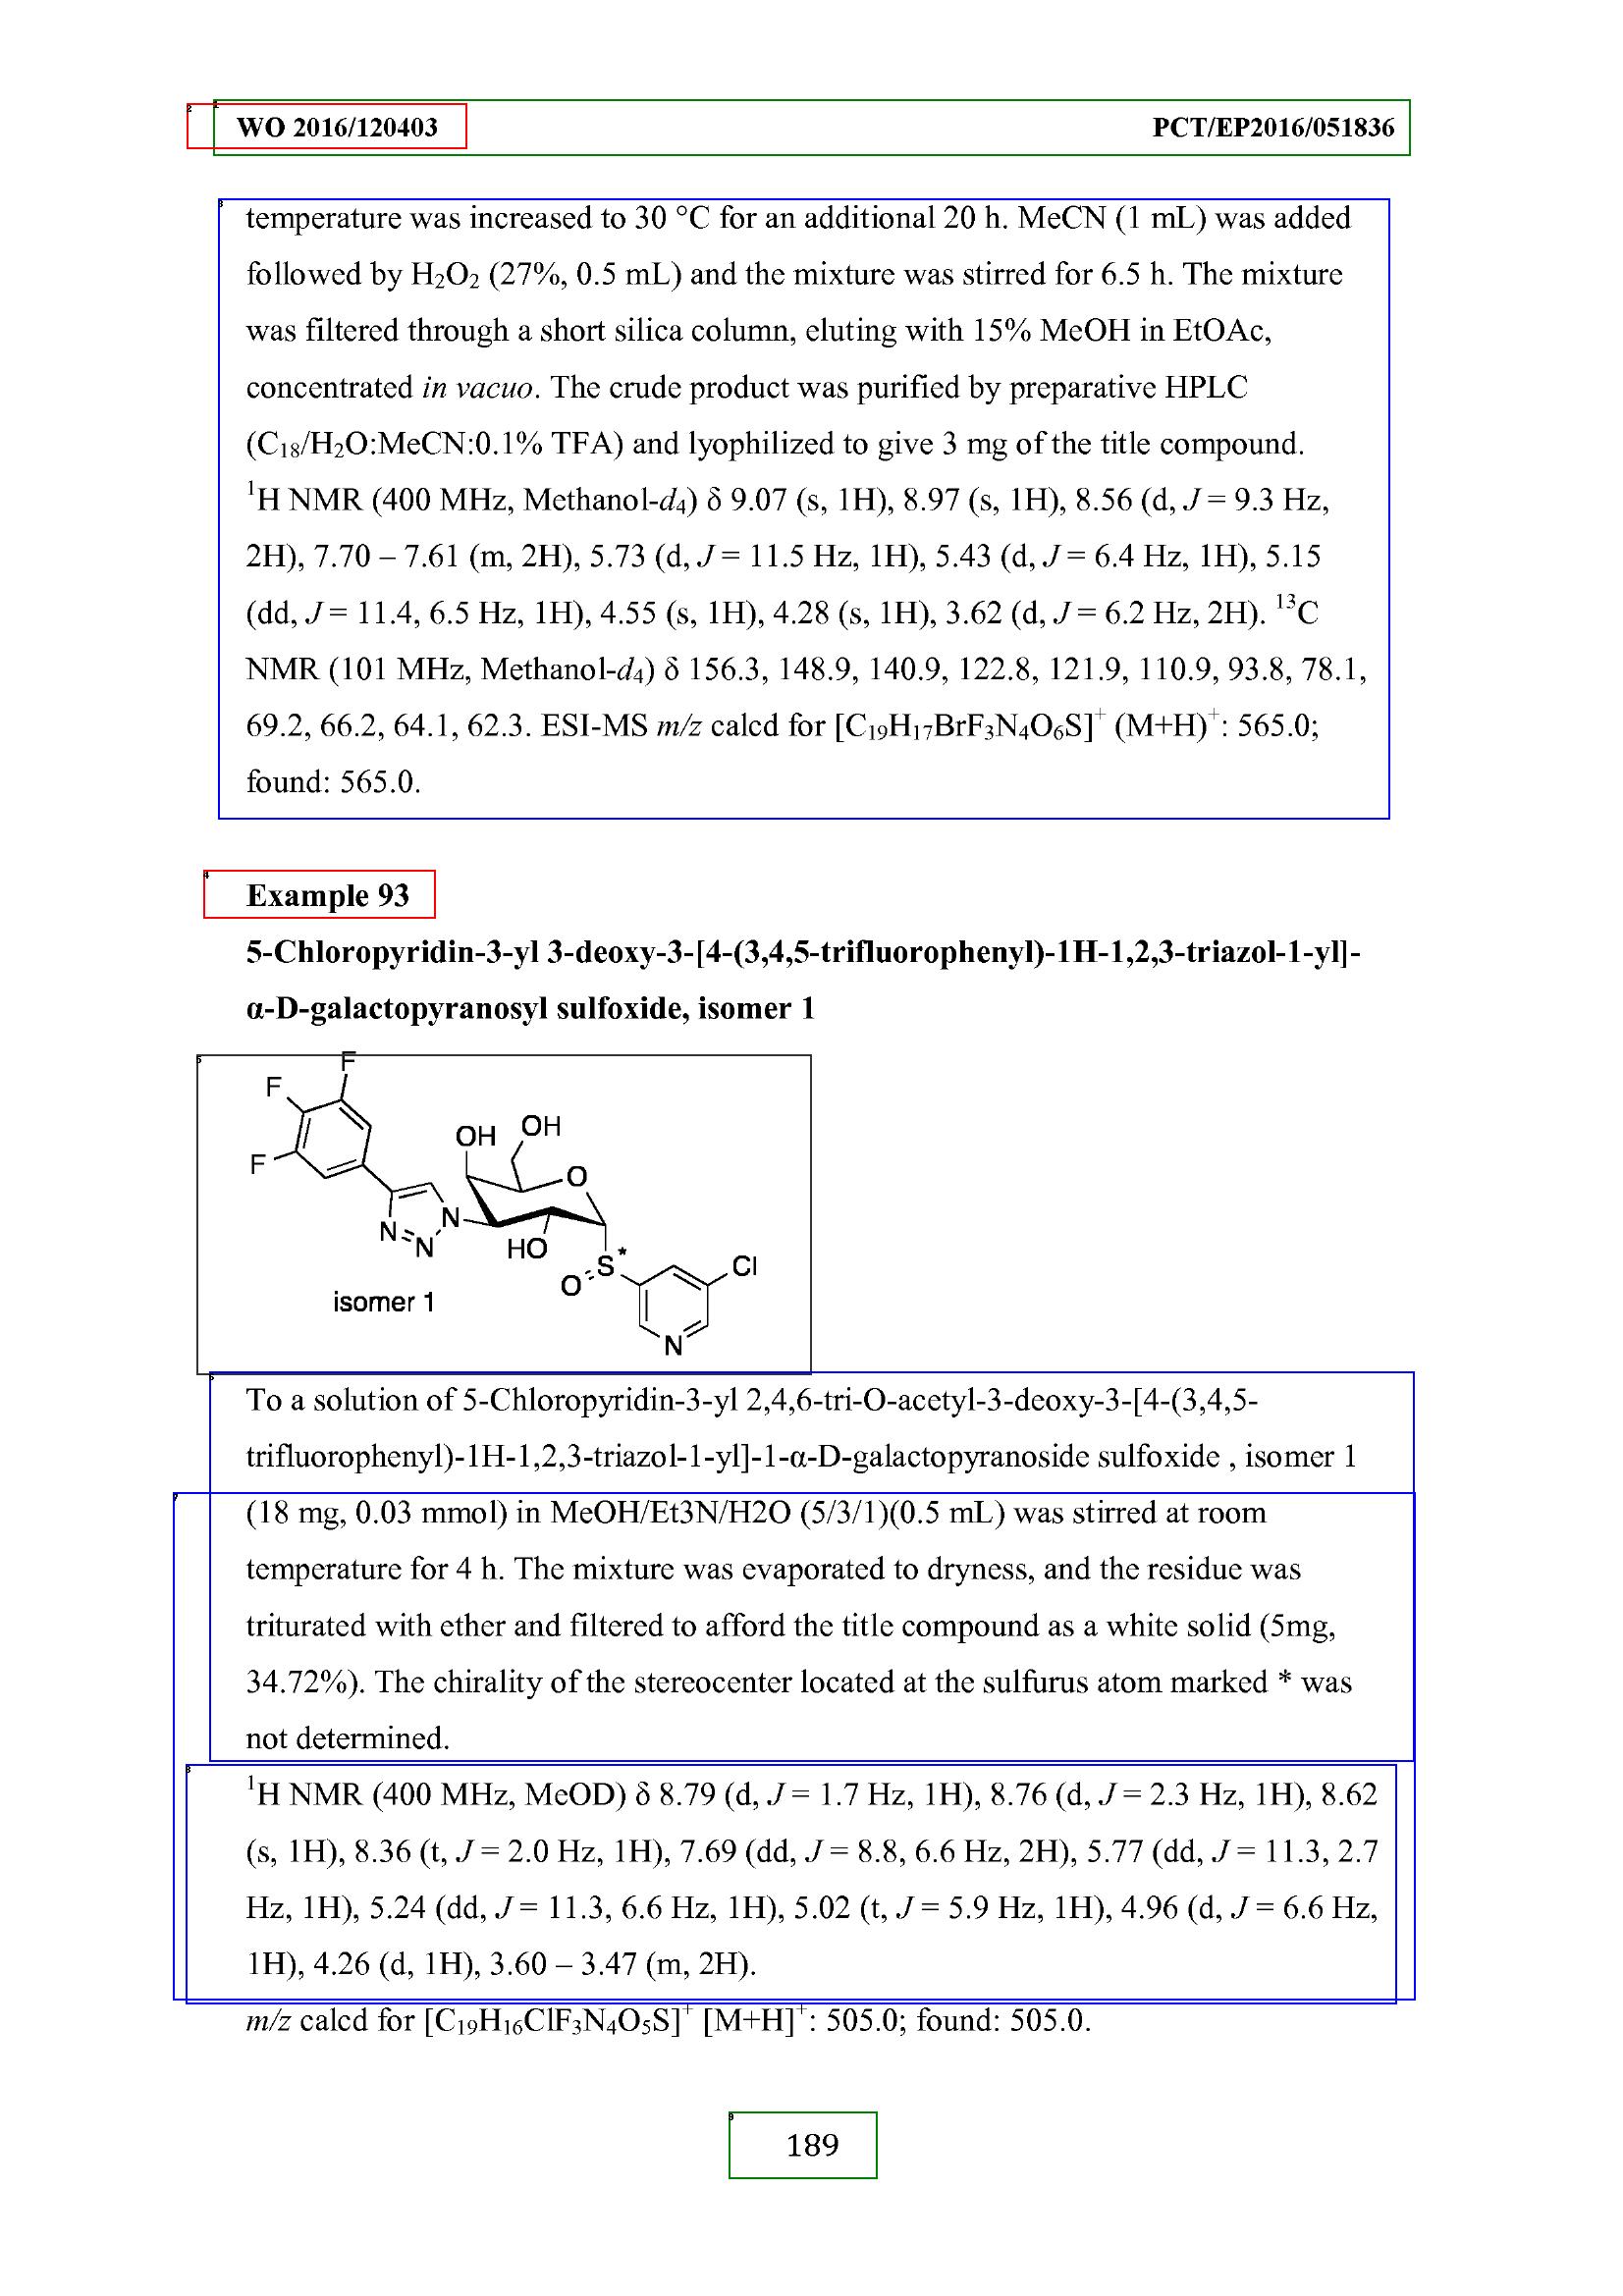 WO 2016/120403 PCT/EP2016/051836
temperature was increased to 30 °C for an additional 20 h. MeCN (1 mL) was added
followed by H₂O₂ (27%, 0.5 mL) and the mixture was stirred for 6.5 h. The mixture
was filtered through a short silica column, eluting with 15% MeOH in EtOAc,
concentrated in vacuo. The crude product was purified by preparative HPLC
(C₁₈/H₂O:MeCN:0.1% TFA) and lyophilized to give 3 mg of the title compound.
¹H NMR (400 MHz, Methanol-d₄) δ 9.07 (s, 1H), 8.97 (s, 1H), 8.56 (d, J = 9.3 Hz,
2H), 7.70 – 7.61 (m, 2H), 5.73 (d, J = 11.5 Hz, 1H), 5.43 (d, J = 6.4 Hz, 1H), 5.15
(dd, J = 11.4, 6.5 Hz, 1H), 4.55 (s, 1H), 4.28 (s, 1H), 3.62 (d, J = 6.2 Hz, 2H). ¹³C
NMR (101 MHz, Methanol-d₄) δ 156.3, 148.9, 140.9, 122.8, 121.9, 110.9, 93.8, 78.1,
69.2, 66.2, 64.1, 62.3. ESI-MS m/z calcd for [C₁₉H₁₇BrF₃N₄O₆S]⁺ (M+H)⁺: 565.0;
found: 565.0.
Example 93
5-Chloropyridin-3-yl 3-deoxy-3-[4-(3,4,5-trifluorophenyl)-1H-1,2,3-triazol-1-yl]-
α-D-galactopyranosyl sulfoxide, isomer 1
F
F
F
OH
OH
O
N
N
N
HO
S*
O
Cl
N
isomer 1
To a solution of 5-Chloropyridin-3-yl 2,4,6-tri-O-acetyl-3-deoxy-3-[4-(3,4,5-
trifluorophenyl)-1H-1,2,3-triazol-1-yl]-1-α-D-galactopyranoside sulfoxide , isomer 1
(18 mg, 0.03 mmol) in MeOH/Et3N/H2O (5/3/1)(0.5 mL) was stirred at room
temperature for 4 h. The mixture was evaporated to dryness, and the residue was
triturated with ether and filtered to afford the title compound as a white solid (5mg,
34.72%). The chirality of the stereocenter located at the sulfurus atom marked * was
not determined.
¹H NMR (400 MHz, MeOD) δ 8.79 (d, J = 1.7 Hz, 1H), 8.76 (d, J = 2.3 Hz, 1H), 8.62
(s, 1H), 8.36 (t, J = 2.0 Hz, 1H), 7.69 (dd, J = 8.8, 6.6 Hz, 2H), 5.77 (dd, J = 11.3, 2.7
Hz, 1H), 5.24 (dd, J = 11.3, 6.6 Hz, 1H), 5.02 (t, J = 5.9 Hz, 1H), 4.96 (d, J = 6.6 Hz,
1H), 4.26 (d, 1H), 3.60 – 3.47 (m, 2H).
m/z calcd for [C₁₉H₁₆ClF₃N₄O₅S]⁺ [M+H]⁺: 505.0; found: 505.0.
189